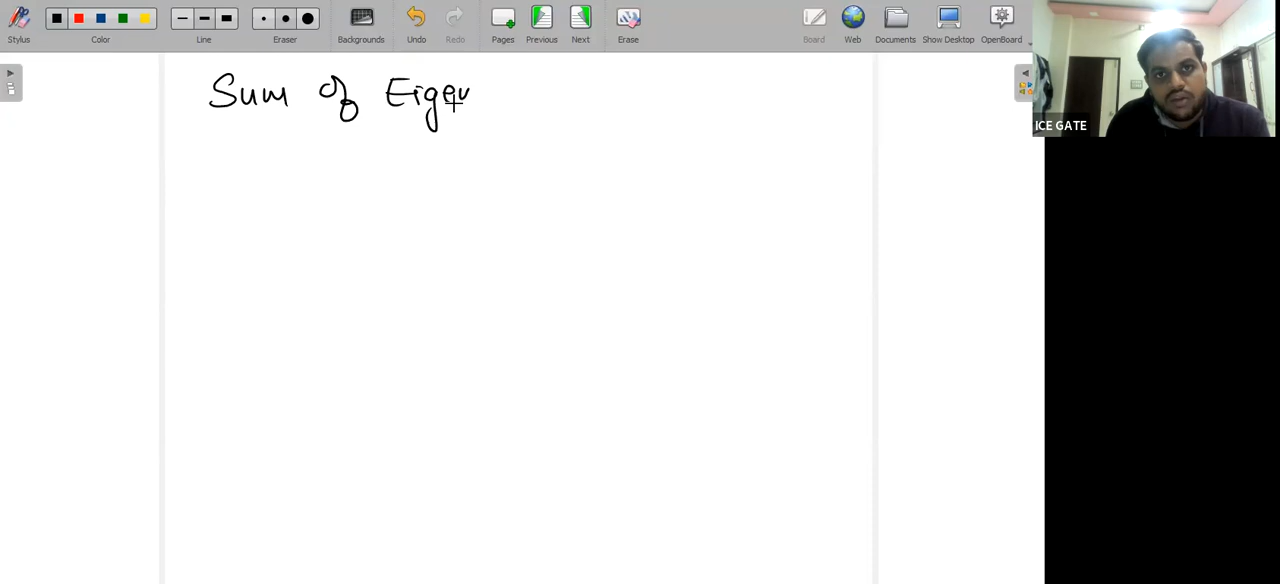 Stylus
Color
Line
Eraser
Backgrounds
Undo
Redo
Pages
Previous
Next
Erase
Board
Web
Documents
Show Desktop
OpenBoard
ICE GATE
Sum of Eigen